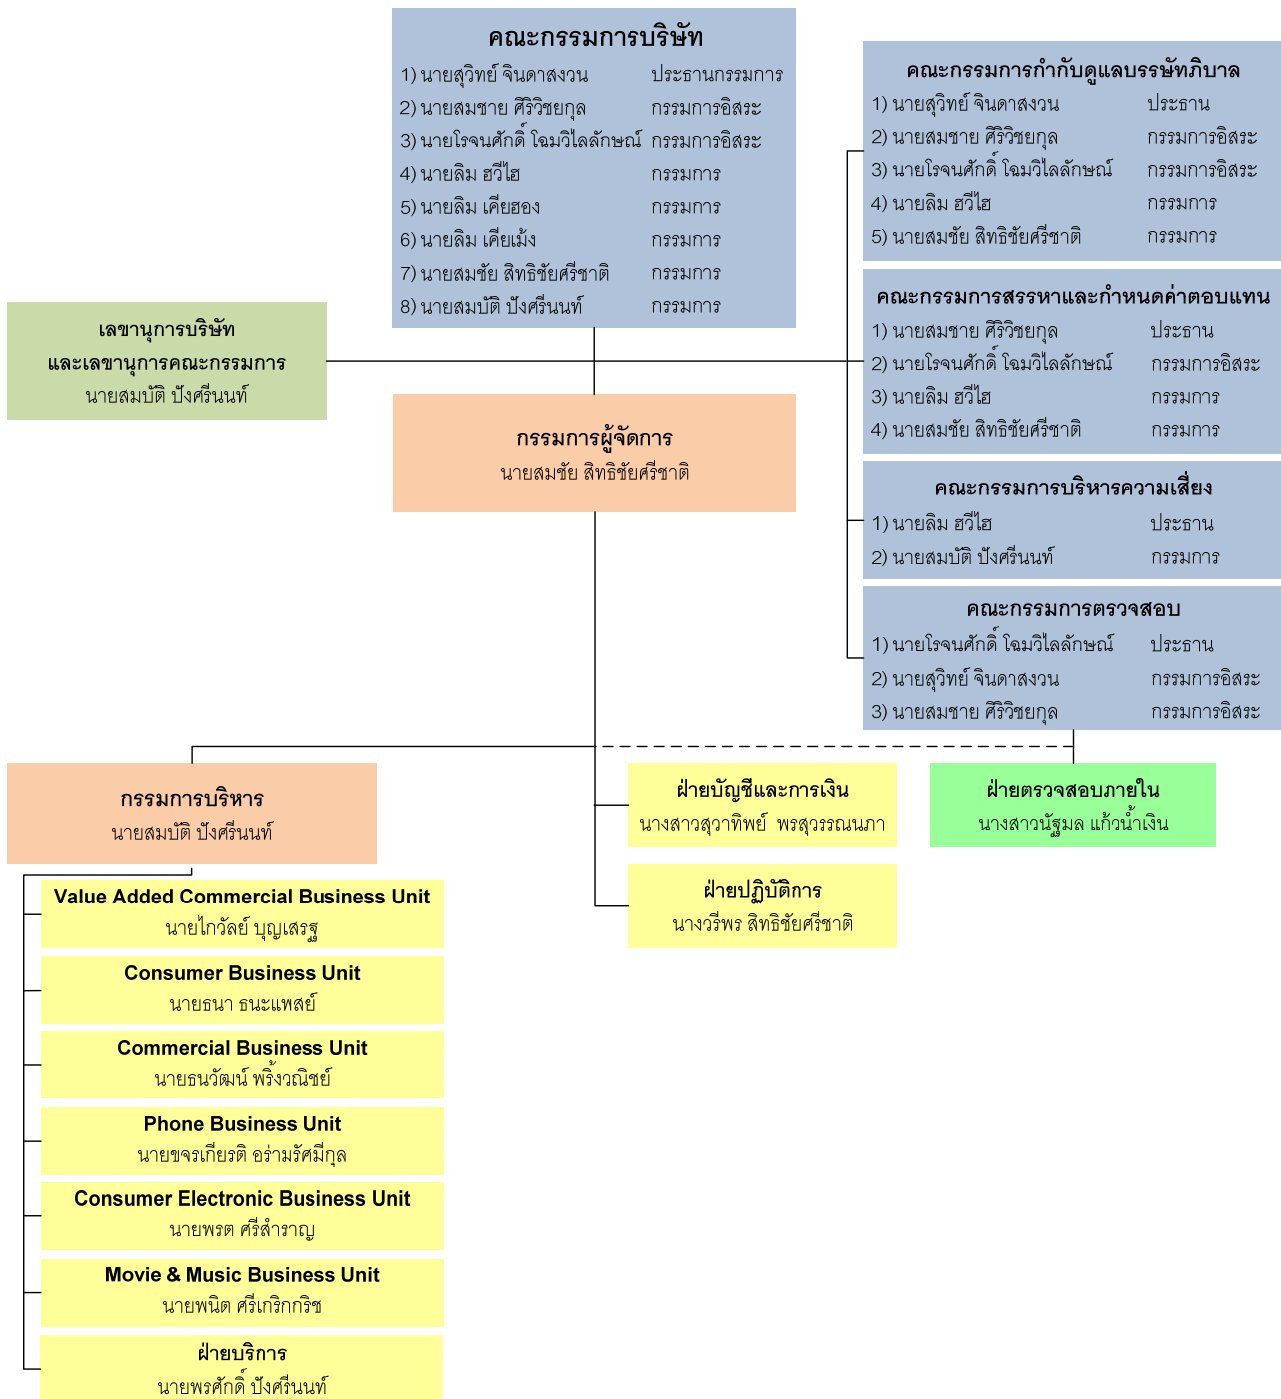 คณะกรรมการบริษัท
1) นายสุวิทย์ จินดาสงวน ประธานกรรมการ
2) นายสมชาย ศิริวิชยกุล กรรมการอิสระ
3) นายโรจนศักดิ์ โฉมวิไลลักษณ์ กรรมการอิสระ
4) นายลิม ฮวีไฮ กรรมการ
5) นายลิม เคียฮอง กรรมการ
6) นายลิม เคียเม้ง กรรมการ
7) นายสมชัย สิทธิชัยศรีชาติ กรรมการ
8) นายสมบัติ ปังศรีนนท์ กรรมการ
คณะกรรมการกำกับดูแลบรรษัทภิบาล
1) นายสุวิทย์ จินดาสงวน ประธาน
2) นายสมชาย ศิริวิชยกุล กรรมการอิสระ
3) นายโรจนศักดิ์ โฉมวิไลลักษณ์ กรรมการอิสระ
4) นายลิม ฮวีไฮ กรรมการ
5) นายสมชัย สิทธิชัยศรีชาติ กรรมการ
คณะกรรมการสรรหาและกำหนดค่าตอบแทน
1) นายสมชาย ศิริวิชยกุล ประธาน
2) นายโรจนศักดิ์ โฉมวิไลลักษณ์ กรรมการอิสระ
3) นายลิม ฮวีไฮ กรรมการ
4) นายสมชัย สิทธิชัยศรีชาติ กรรมการ
เลขานุการบริษัท
และเลขานุการคณะกรรมการ
นายสมบัติ ปังศรีนนท์
กรรมการผู้จัดการ
นายสมชัย สิทธิชัยศรีชาติ
คณะกรรมการบริหารความเสี่ยง
1) นายลิม ฮวีไฮ ประธาน
2) นายสมบัติ ปังศรีนนท์ กรรมการ
คณะกรรมการตรวจสอบ
1) นายโรจนศักดิ์ โฉมวิไลลักษณ์ ประธาน
2) นายสุวิทย์ จินดาสงวน กรรมการอิสระ
3) นายสมชาย ศิริวิชยกุล กรรมการอิสระ
กรรมการบริหาร
นายสมบัติ ปังศรีนนท์
ฝ่ายบัญชีและการเงิน
นางสาวสุวาทิพย์ พรสุวรรณนภา
ฝ่ายตรวจสอบภายใน
นางสาวนัฐมล แก้วน้ำเงิน
ฝ่ายปฏิบัติการ
นางวรีพร สิทธิชัยศรีชาติ
Value Added Commercial Business Unit
นายไกวัลย์ บุญเสรฐ
Consumer Business Unit
นายธนา ธนะแพสย์
Commercial Business Unit
นายธนวัฒน์ พริ้งวณิชย์
Phone Business Unit
นายขจรเกียรติ อร่ามรัศมีกุล
Consumer Electronic Business Unit
นายพรต ศรีสำราญ
Movie & Music Business Unit
นายพนิต ศรีเกริกกริช
ฝ่ายบริการ
นายพรศักดิ์ ปังศรีนนท์